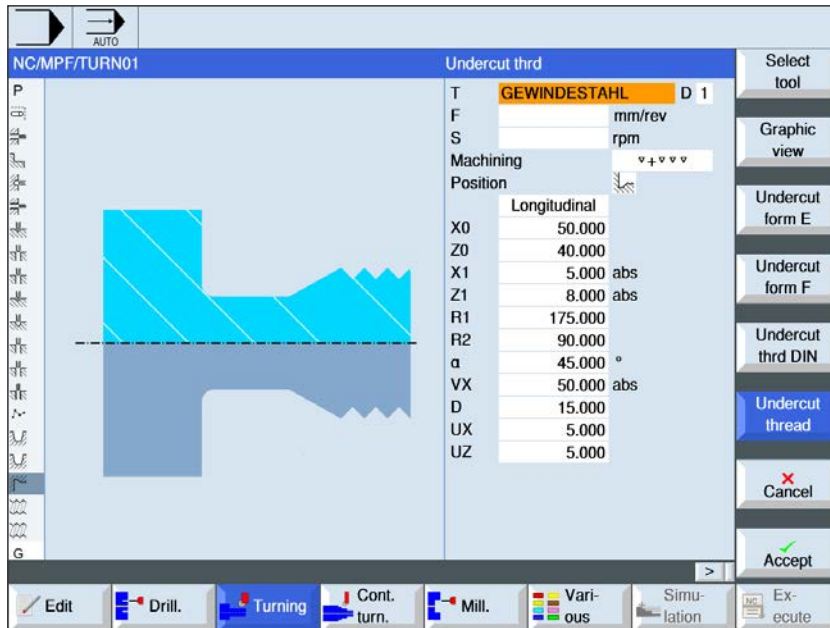 AUTO
NC/MPF/TURN01
Undercut thrd
P
G
T GEWINDESTAHL D 1
F mm/rev
S rpm
Machining
Position
Longitudinal
X0 50.000
Z0 40.000
X1 5.000 abs
Z1 8.000 abs
R1 175.000
R2 90.000
α 45.000 °
VX 50.000 abs
D 15.000
UX 5.000
UZ 5.000
Select
tool
Graphic
view
Undercut
form E
Undercut
form F
Undercut
thrd DIN
Undercut
thread
Cancel
Accept
>
Edit
Drill.
Turning
Cont.
turn.
Mill.
Vari-
ous
Simu-
lation
NC
Ex-
ecute